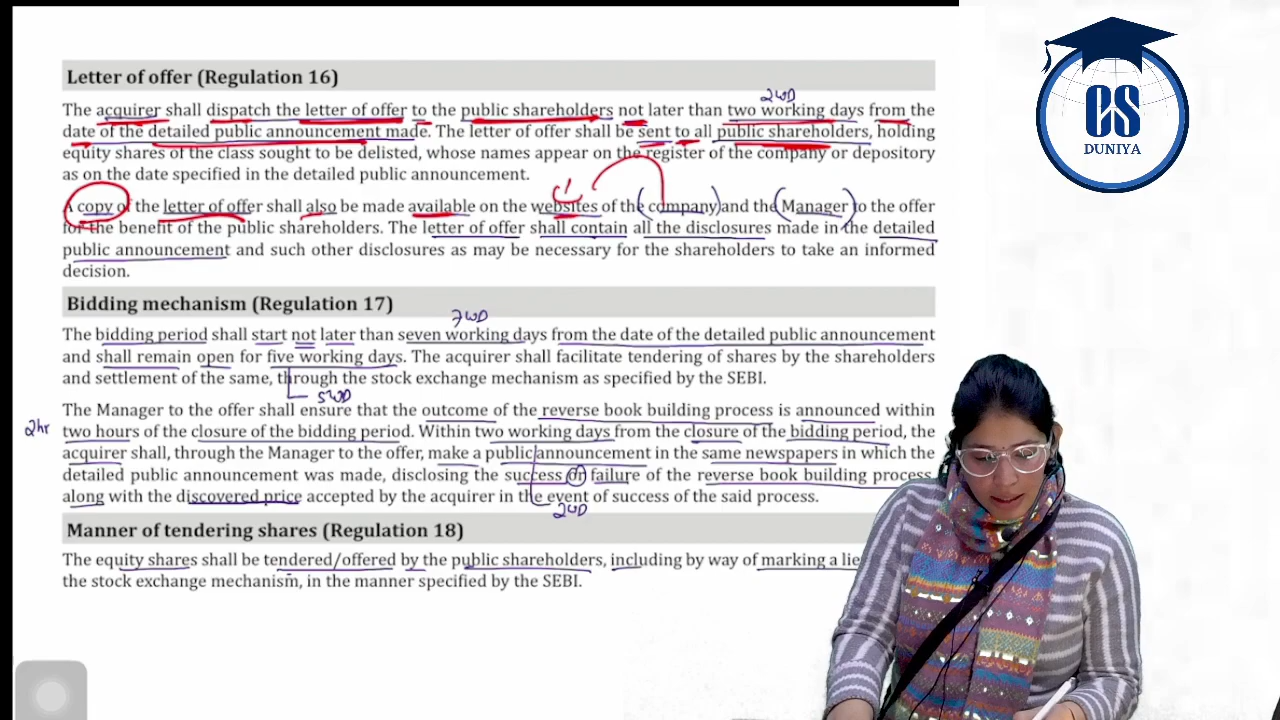 Letter of offer (Regulation 16)
2WD
The acquirer shall dispatch the letter of offer to the public shareholders not later than two working days from the
date of the detailed public announcement made. The letter of offer shall be sent to all public shareholders, holding
equity shares of the class sought to be delisted, whose names appear on the register of the company or depository
as on the date specified in the detailed public announcement.
A copy of the letter of offer shall also be made available on the websites of the company and the Manager to the offer
for the benefit of the public shareholders. The letter of offer shall contain all the disclosures made in the detailed
public announcement and such other disclosures as may be necessary for the shareholders to take an informed
decision.
Bidding mechanism (Regulation 17)
7WD
The bidding period shall start not later than seven working days from the date of the detailed public announcement
and shall remain open for five working days. The acquirer shall facilitate tendering of shares by the shareholders
and settlement of the same, through the stock exchange mechanism as specified by the SEBI.
5WD
The Manager to the offer shall ensure that the outcome of the reverse book building process is announced within
2hr
two hours of the closure of the bidding period. Within two working days from the closure of the bidding period, the
acquirer shall, through the Manager to the offer, make a public announcement in the same newspapers in which the
detailed public announcement was made, disclosing the success or failure of the reverse book building process
along with the discovered price accepted by the acquirer in the event of success of the said process.
2WD
Manner of tendering shares (Regulation 18)
The equity shares shall be tendered/offered by the public shareholders, including by way of marking a lie
the stock exchange mechanism, in the manner specified by the SEBI.
CS
DUNIYA